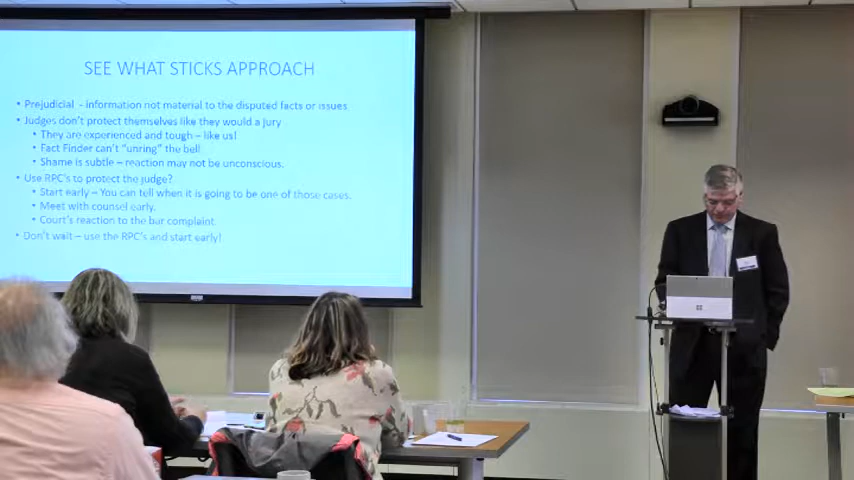 SEE WHAT STICKS APPROACH
• Prejudicial - information not material to the disputed facts or issues
• Judges don't protect themselves like they would a jury
• They are experienced and tough – like us!
• Fact Finder can't "unring" the bell
• Shame is subtle – reaction may not be unconscious.
• Use RPC's to protect the judge?
• Start early – You can tell when it is going to be one of those cases.
• Meet with counsel early.
• Court's reaction to the bar complaint.
• Don't wait – use the RPC's and start early!